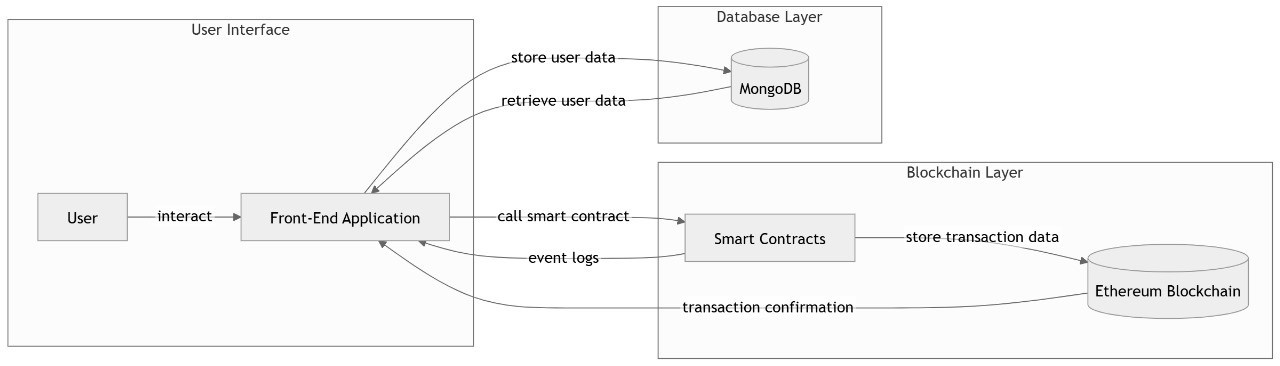 User Interface
Database Layer
store user data
MongoDB
retrieve user data
Blockchain Layer
User
interact
Front-End Application
call smart contract
Smart Contracts
store transaction data
event logs
Ethereum Blockchain
transaction confirmation